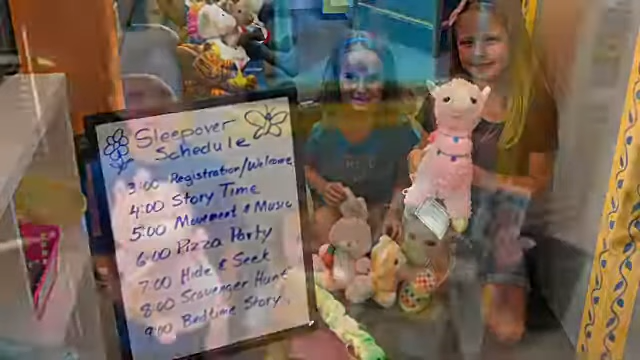 Sleepover
Schedule
3:00 Registration/Welcome
4:00 Story Time
5:00 Movement & Music
6:00 Pizza Party
7:00 Hide & Seek
8:00 Scavenger Hunt
9:00 Bedtime Story